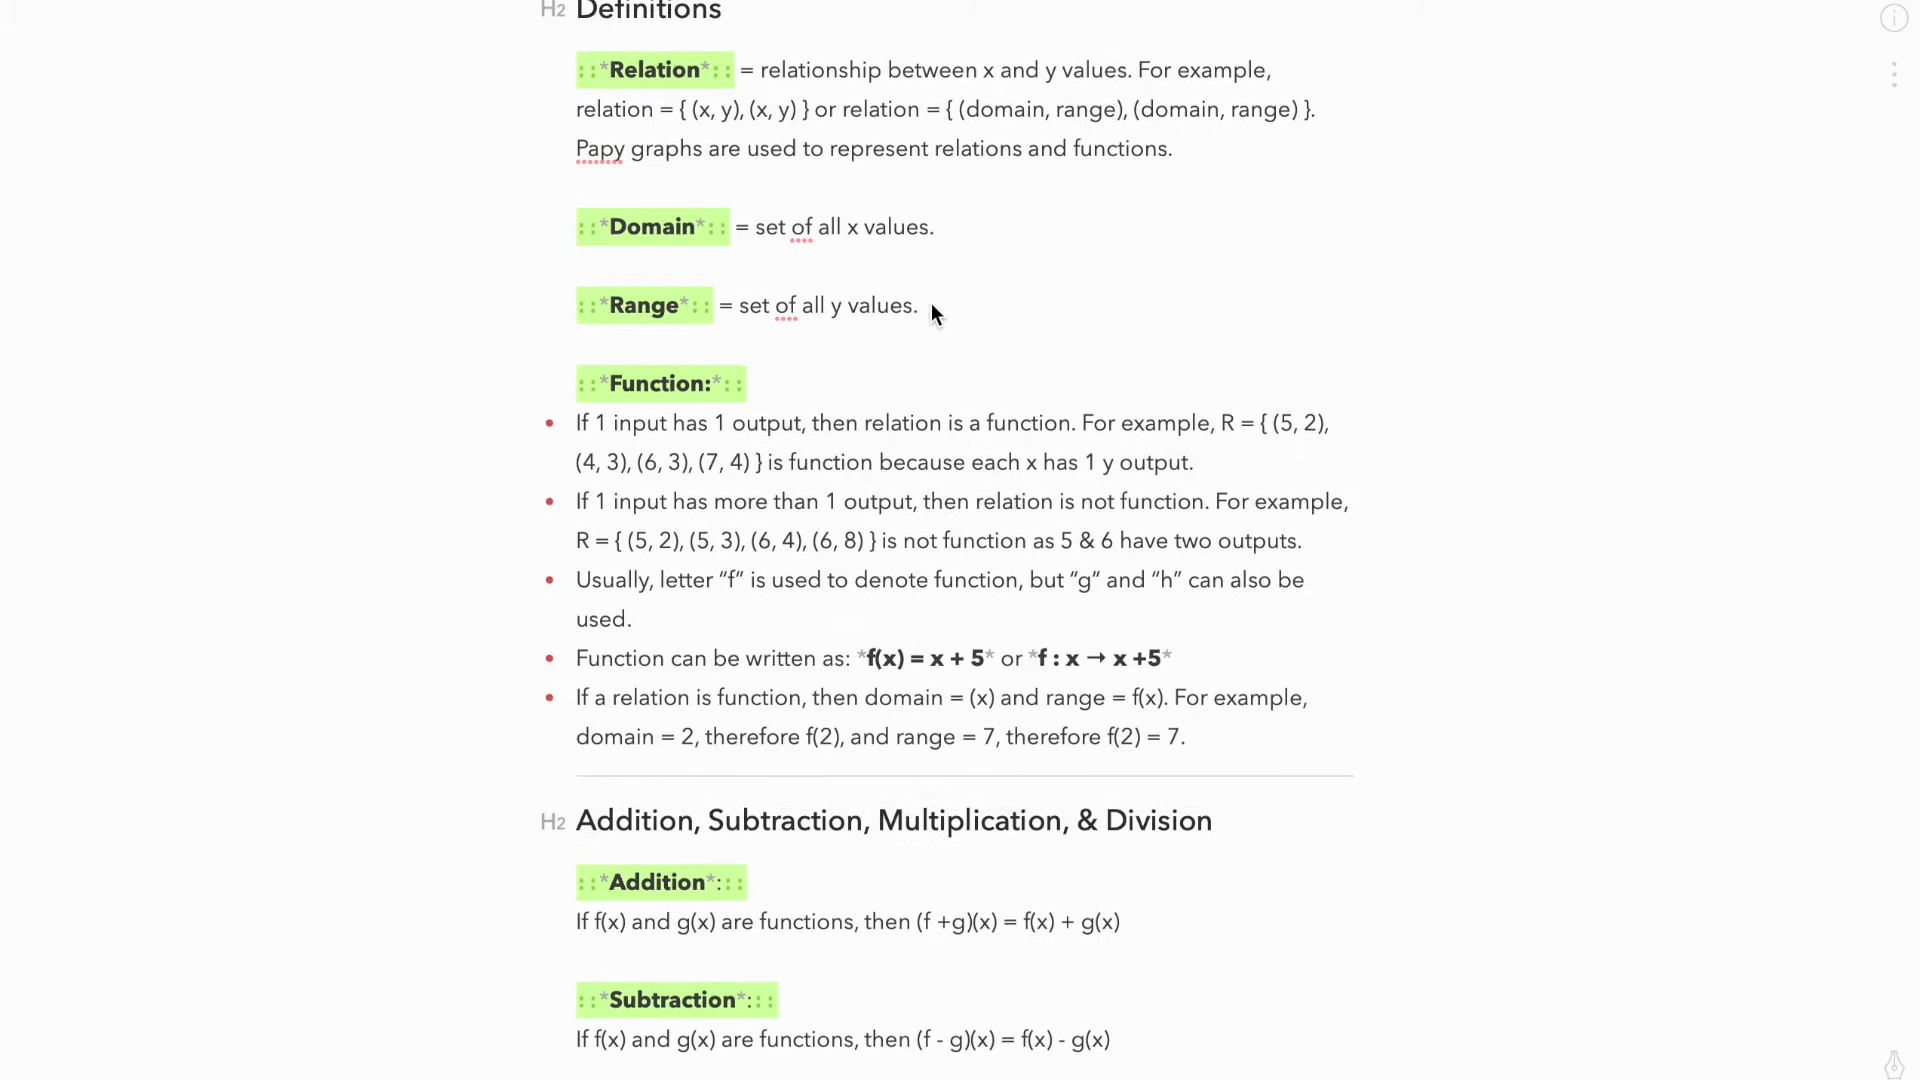 H2 Definitions
::*Relation*:: = relationship between x and y values. For example,
relation = { (x, y), (x, y) } or relation = { (domain, range), (domain, range) }.
Papy graphs are used to represent relations and functions.
::*Domain*:: = set of all x values.
::*Range*:: = set of all y values.
::*Function:*::
• If 1 input has 1 output, then relation is a function. For example, R = { (5, 2),
(4, 3), (6, 3), (7, 4) } is function because each x has 1 y output.
• If 1 input has more than 1 output, then relation is not function. For example,
R = { (5, 2), (5, 3), (6, 4), (6, 8) } is not function as 5 & 6 have two outputs.
• Usually, letter “f” is used to denote function, but “g” and “h” can also be
used.
• Function can be written as: *f(x) = x + 5* or *f : x → x +5*
• If a relation is function, then domain = (x) and range = f(x). For example,
domain = 2, therefore f(2), and range = 7, therefore f(2) = 7.
H2 Addition, Subtraction, Multiplication, & Division
::*Addition*:::
If f(x) and g(x) are functions, then (f +g)(x) = f(x) + g(x)
::*Subtraction*:::
If f(x) and g(x) are functions, then (f - g)(x) = f(x) - g(x)